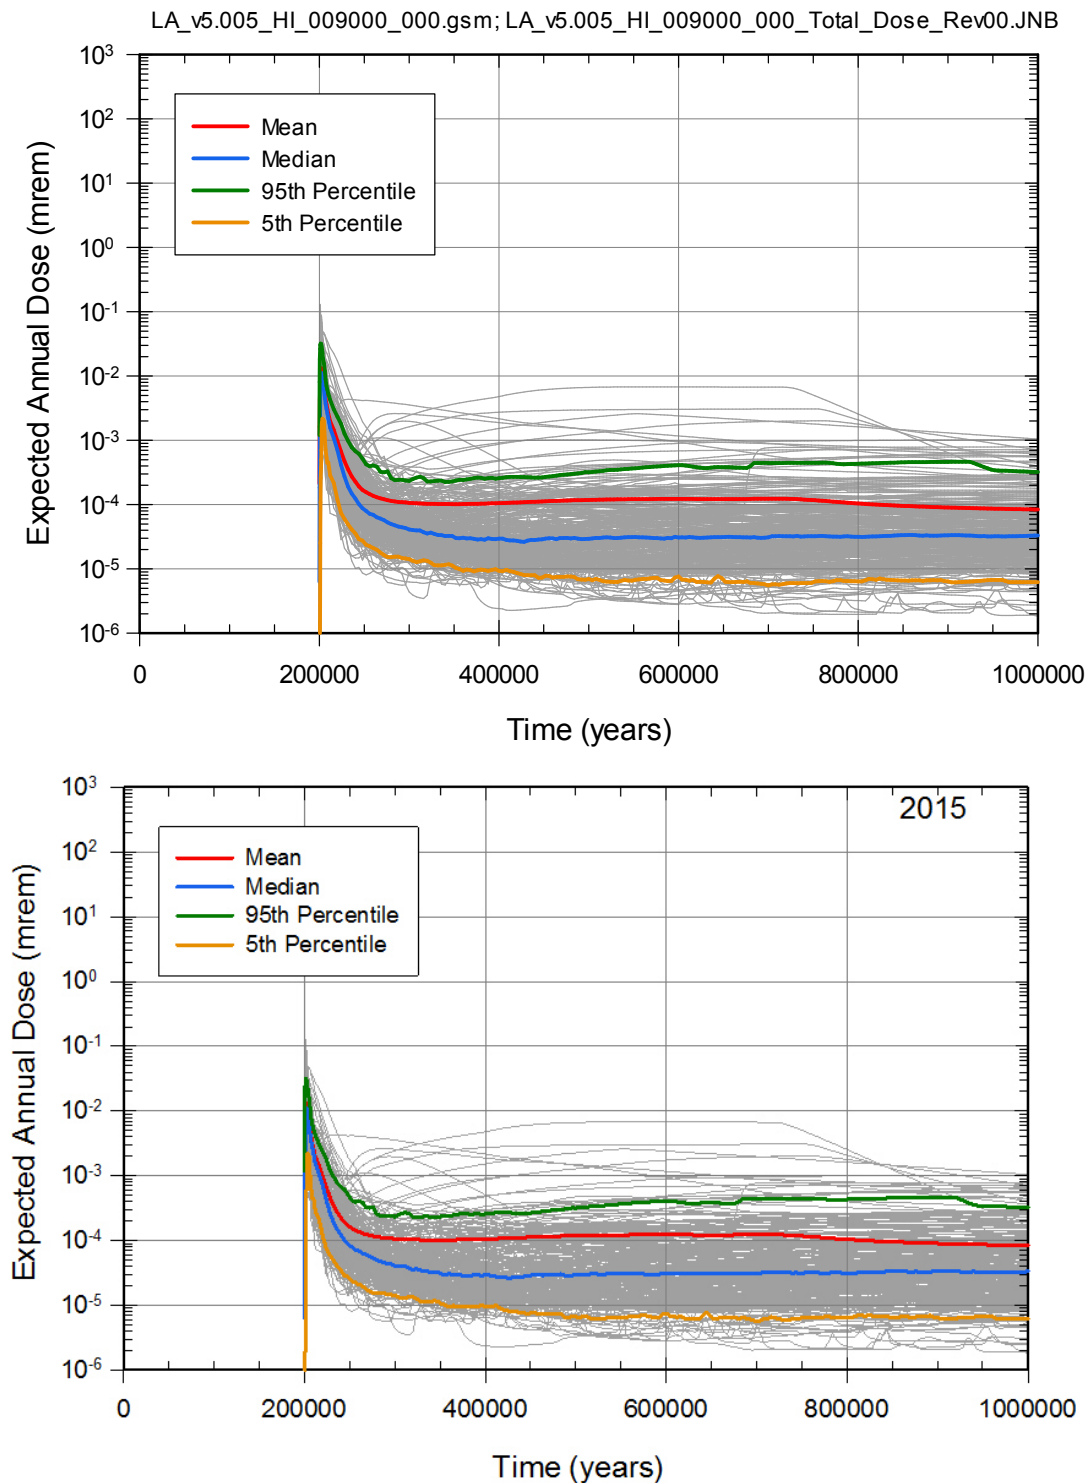 LA_v5.005_HI_009000_000.gsm; LA_v5.005_HI_009000_000_Total_Dose_Rev00.JNB
10³
10²
10¹
10⁰
10⁻¹
10⁻²
10⁻³
10⁻⁴
10⁻⁵
10⁻⁶
Expected Annual Dose (mrem)
Mean
Median
95th Percentile
5th Percentile
0 200000 400000 600000 800000 1000000
Time (years)
2015
10³
10²
10¹
10⁰
10⁻¹
10⁻²
10⁻³
10⁻⁴
10⁻⁵
10⁻⁶
Expected Annual Dose (mrem)
Mean
Median
95th Percentile
5th Percentile
0 200000 400000 600000 800000 1000000
Time (years)